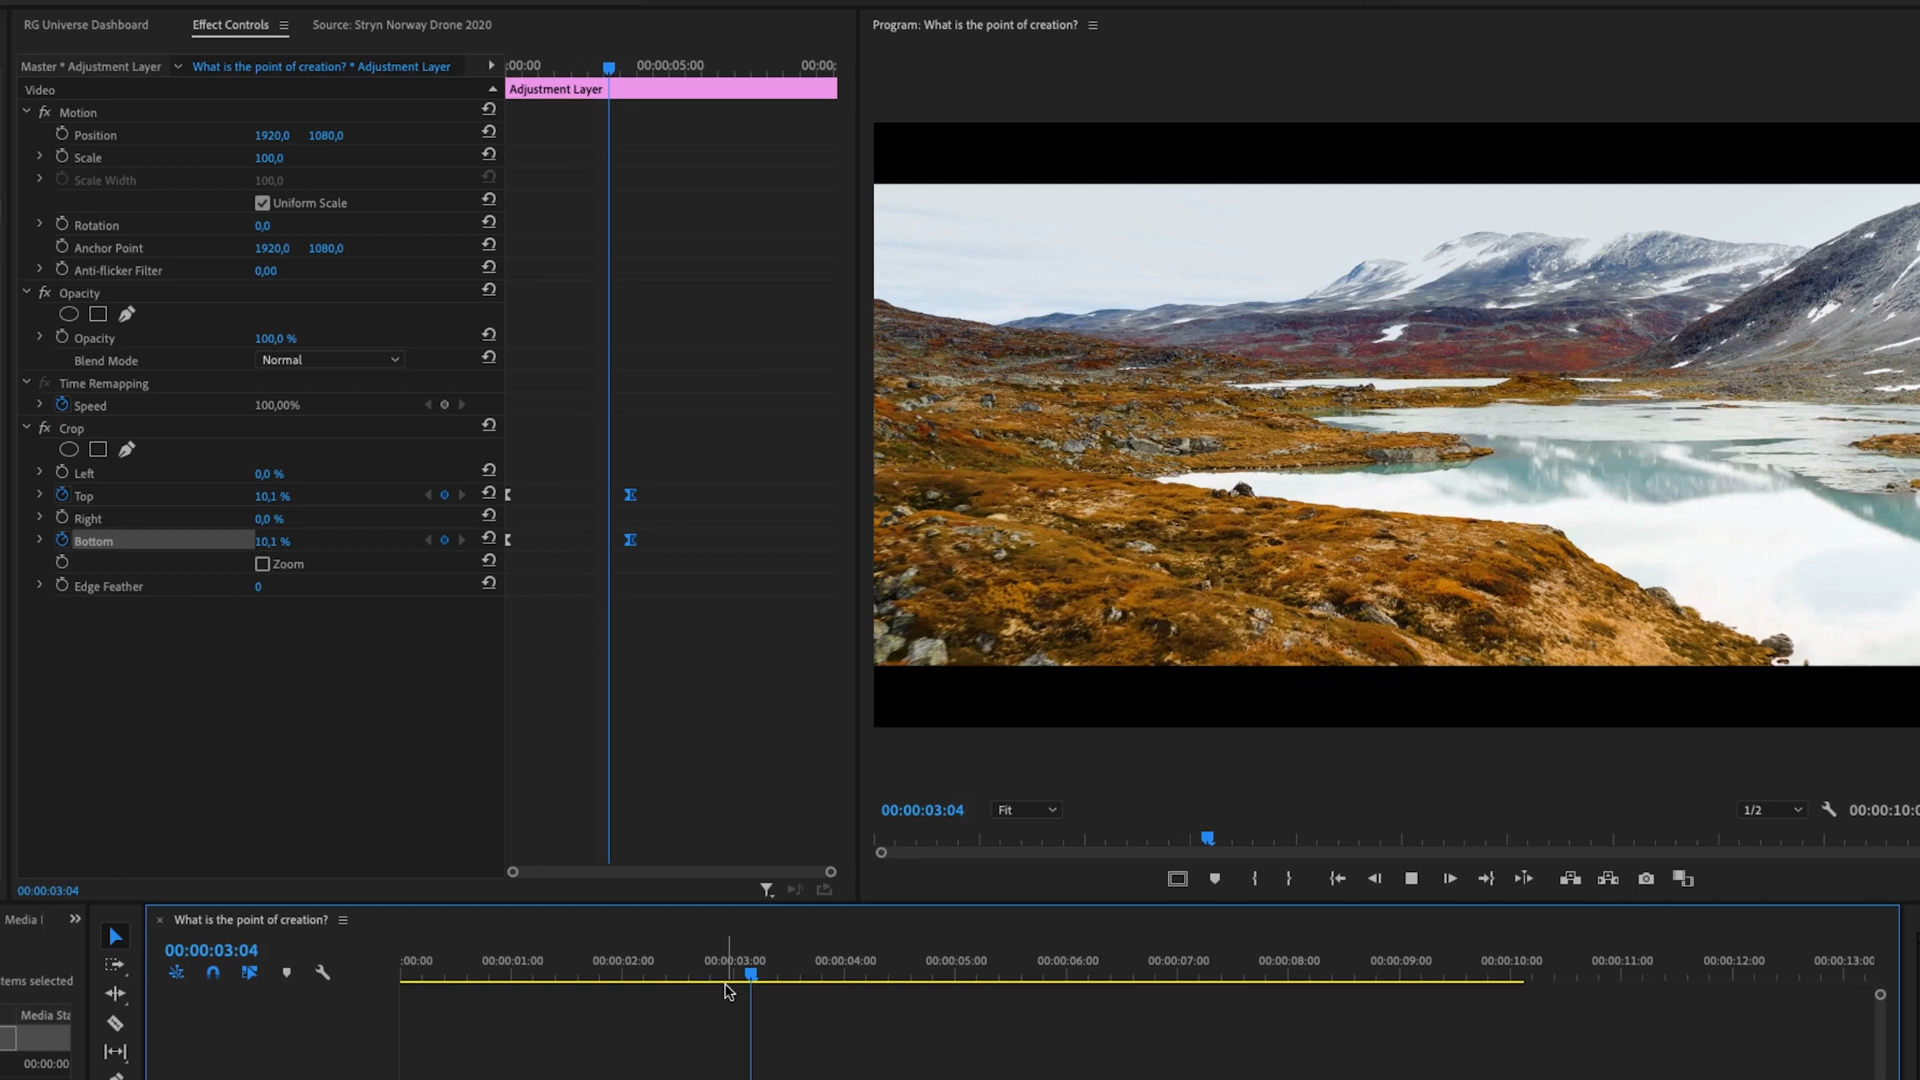 RG Universe Dashboard
Effect Controls
Source: Stryn Norway Drone 2020
Program: What is the point of creation?
Master * Adjustment Layer
What is the point of creation? * Adjustment Layer
:00:00
00:00:05:00
00:00:
Video
Adjustment Layer
fx Motion
Position 1920,0 1080,0
Scale 100,0
Scale Width 100,0
Uniform Scale
Rotation 0,0
Anchor Point 1920,0 1080,0
Anti-flicker Filter 0,00
fx Opacity
Opacity 100,0 %
Blend Mode Normal
fx Time Remapping
Speed 100,00%
fx Crop
Left 0,0 %
Top 10,1 %
Right 0,0 %
Bottom 10,1 %
Zoom
Edge Feather 0
00:00:03:04
Fit
1/2
00:00:10:0
00:00:03:04
Media
What is the point of creation?
00:00:03:04
:00:00 00:00:01:00 00:00:02:00 00:00:03:00 00:00:04:00 00:00:05:00 00:00:06:00 00:00:07:00 00:00:08:00 00:00:09:00 00:00:10:00 00:00:11:00 00:00:12:00 00:00:13:00
tems selected
Media Sta
00:00:00